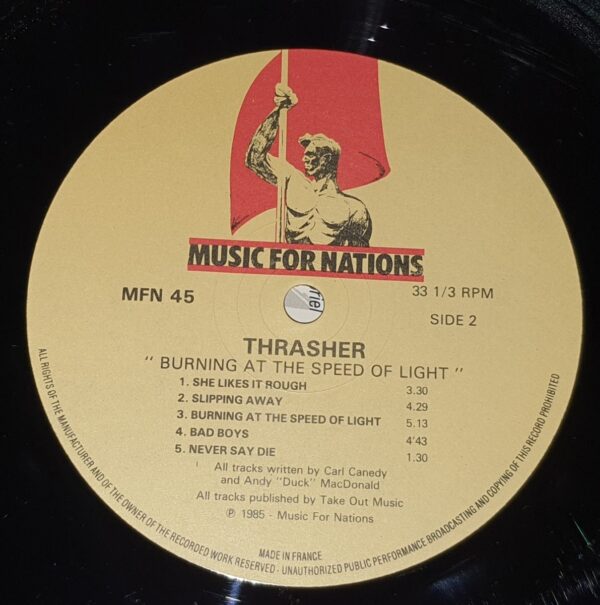 MUSIC FOR NATIONS
MFN 45
33 1/3 RPM
SIDE 2
riel
THRASHER
" BURNING AT THE SPEED OF LIGHT "
1. SHE LIKES IT ROUGH 3.30
2. SLIPPING AWAY 4.29
3. BURNING AT THE SPEED OF LIGHT 5.13
4. BAD BOYS 4'43
5. NEVER SAY DIE 1.30
All tracks written by Carl Canedy
and Andy "Duck" MacDonald
All tracks published by Take Out Music
℗ 1985 - Music For Nations
MADE IN FRANCE
ALL RIGHTS OF THE MANUFACTURER AND OF THE OWNER OF THE RECORDED WORK RESERVED - UNAUTHORIZED PUBLIC PERFORMANCE BROADCASTING AND COPYING OF THIS RECORD PROHIBITED